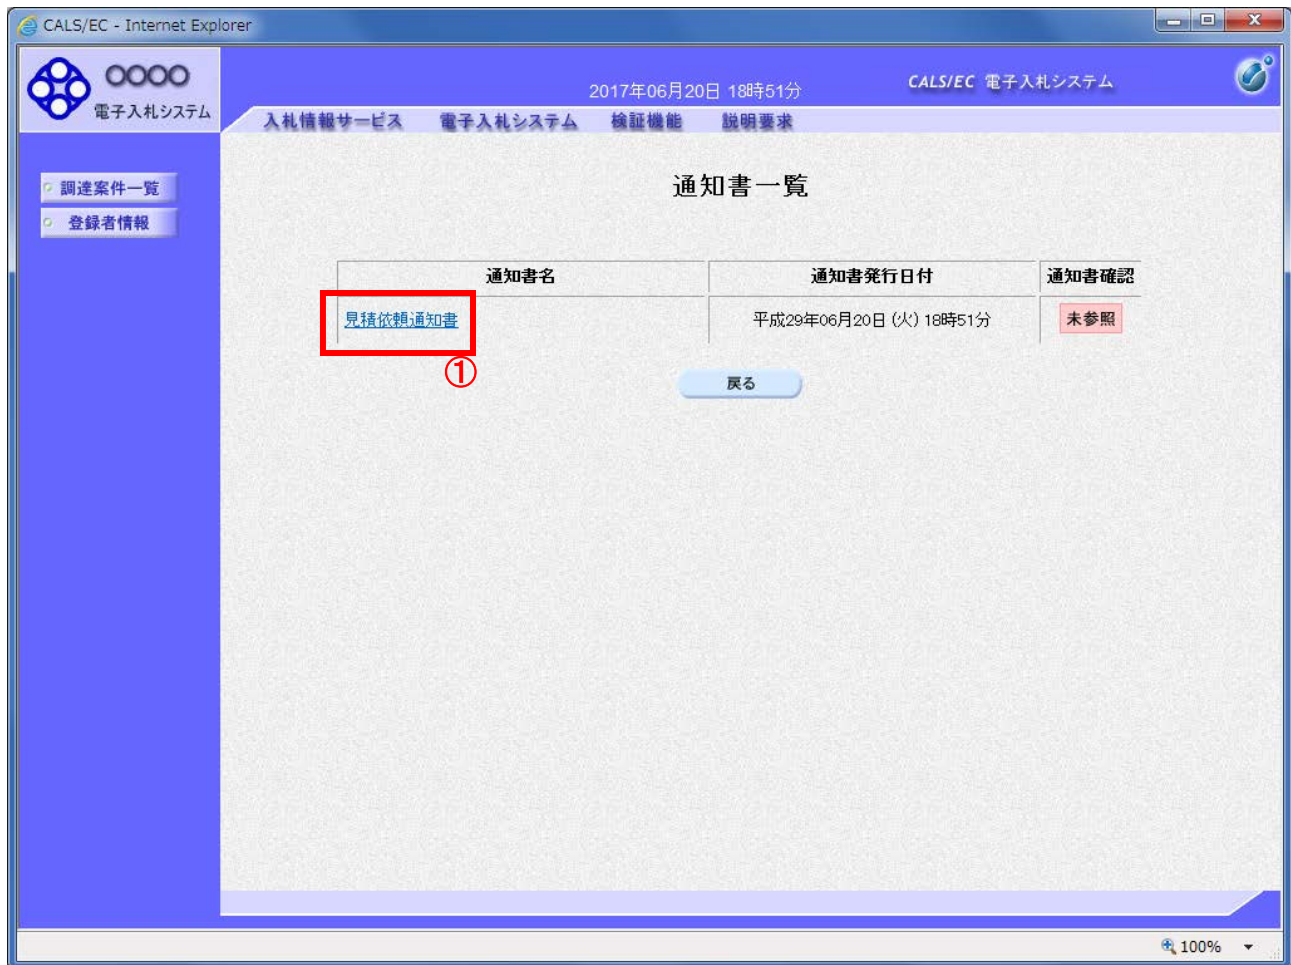 CALS/EC - Internet Explorer
OOOO
電子入札システム
2017年06月20日 18時51分
CALS/EC 電子入札システム
入札情報サービス 電子入札システム 検証機能 説明要求
調達案件一覧
登録者情報
通知書一覧
通知書名 通知書発行日付 通知書確認
見積依頼通知書 平成29年06月20日 (火) 18時51分 未参照
①
戻る
100%